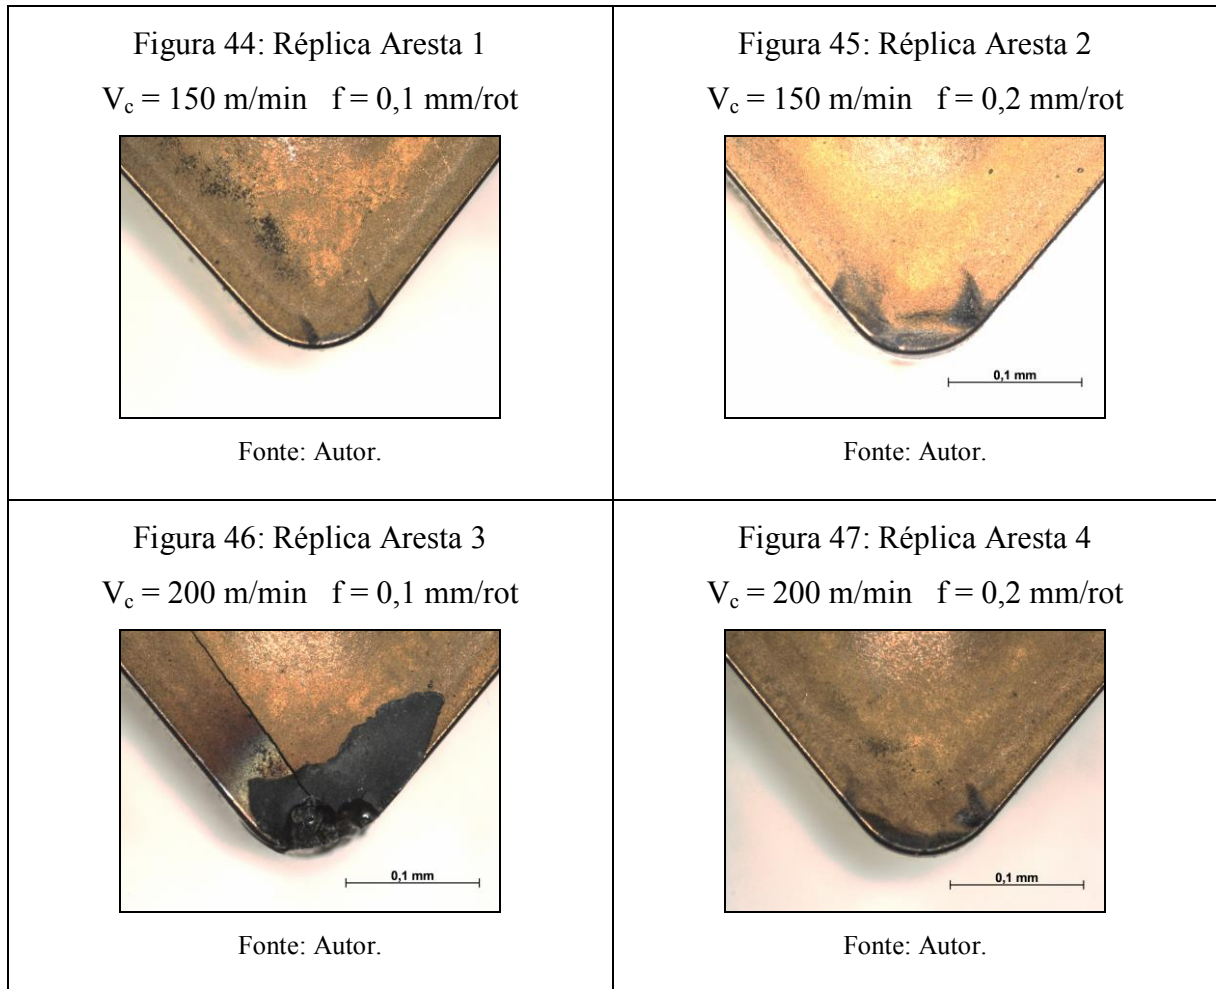 Figura 44: Réplica Aresta 1
Vc = 150 m/min f = 0,1 mm/rot
Fonte: Autor.
Figura 45: Réplica Aresta 2
Vc = 150 m/min f = 0,2 mm/rot
0,1 mm
Fonte: Autor.
Figura 46: Réplica Aresta 3
Vc = 200 m/min f = 0,1 mm/rot
0,1 mm
Fonte: Autor.
Figura 47: Réplica Aresta 4
Vc = 200 m/min f = 0,2 mm/rot
0,1 mm
Fonte: Autor.